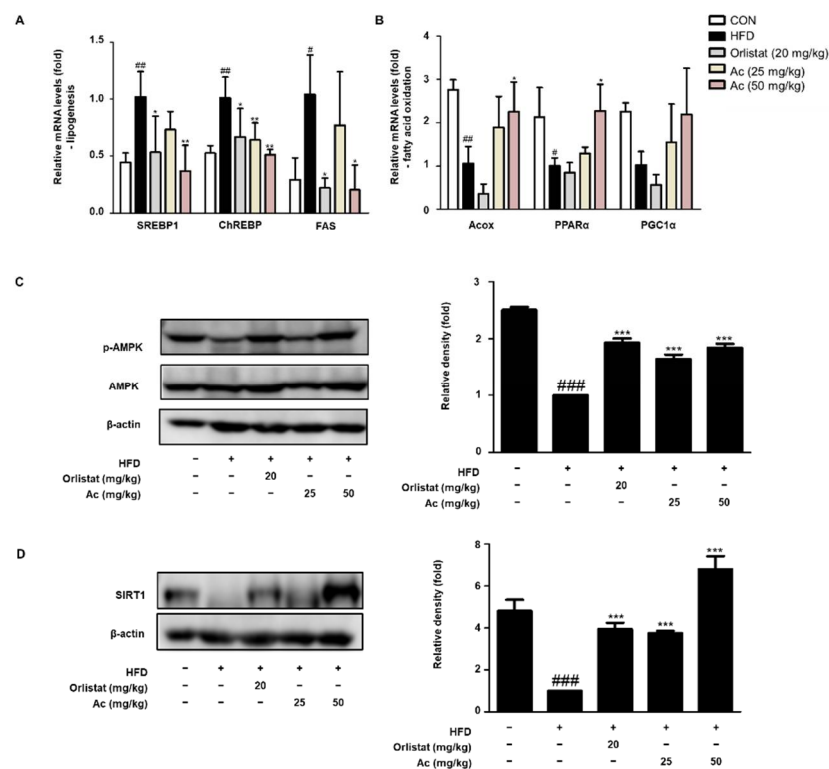 A
Relative mRNA levels (fold)
- lipogenesis
1.5
1.0
0.5
0.0
##
*
**
##
*
**
**
#
*
*
SREBP1
ChREBP
FAS
B
Relative mRNA levels (fold)
- fatty acid oxidation
4
3
2
1
0
##
*
#
*
Acox
PPARα
PGC1α
CON
HFD
Orlistat (20 mg/kg)
Ac (25 mg/kg)
Ac (50 mg/kg)
C
p-AMPK
AMPK
β-actin
HFD - + + + +
Orlistat (mg/kg) - - 20 - -
Ac (mg/kg) - - - 25 50
Relative density (fold)
3
2
2
1
0
###
***
***
***
HFD - + + + +
Orlistat (mg/kg) - - 20 - -
Ac (mg/kg) - - - 25 50
D
SIRT1
β-actin
HFD - + + + +
Orlistat (mg/kg) - - 20 - -
Ac (mg/kg) - - - 25 50
Relative density (fold)
8
6
4
2
0
###
***
***
***
HFD - + + + +
Orlistat (mg/kg) - - 20 - -
Ac (mg/kg) - - - 25 50